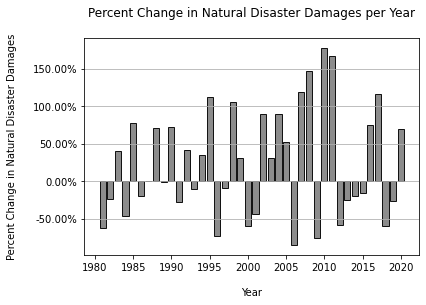 Percent Change in Natural Disaster Damages per Year
Percent Change in Natural Disaster Damages
150.00%
100.00%
50.00%
0.00%
-50.00%
1980 1985 1990 1995 2000 2005 2010 2015 2020
Year